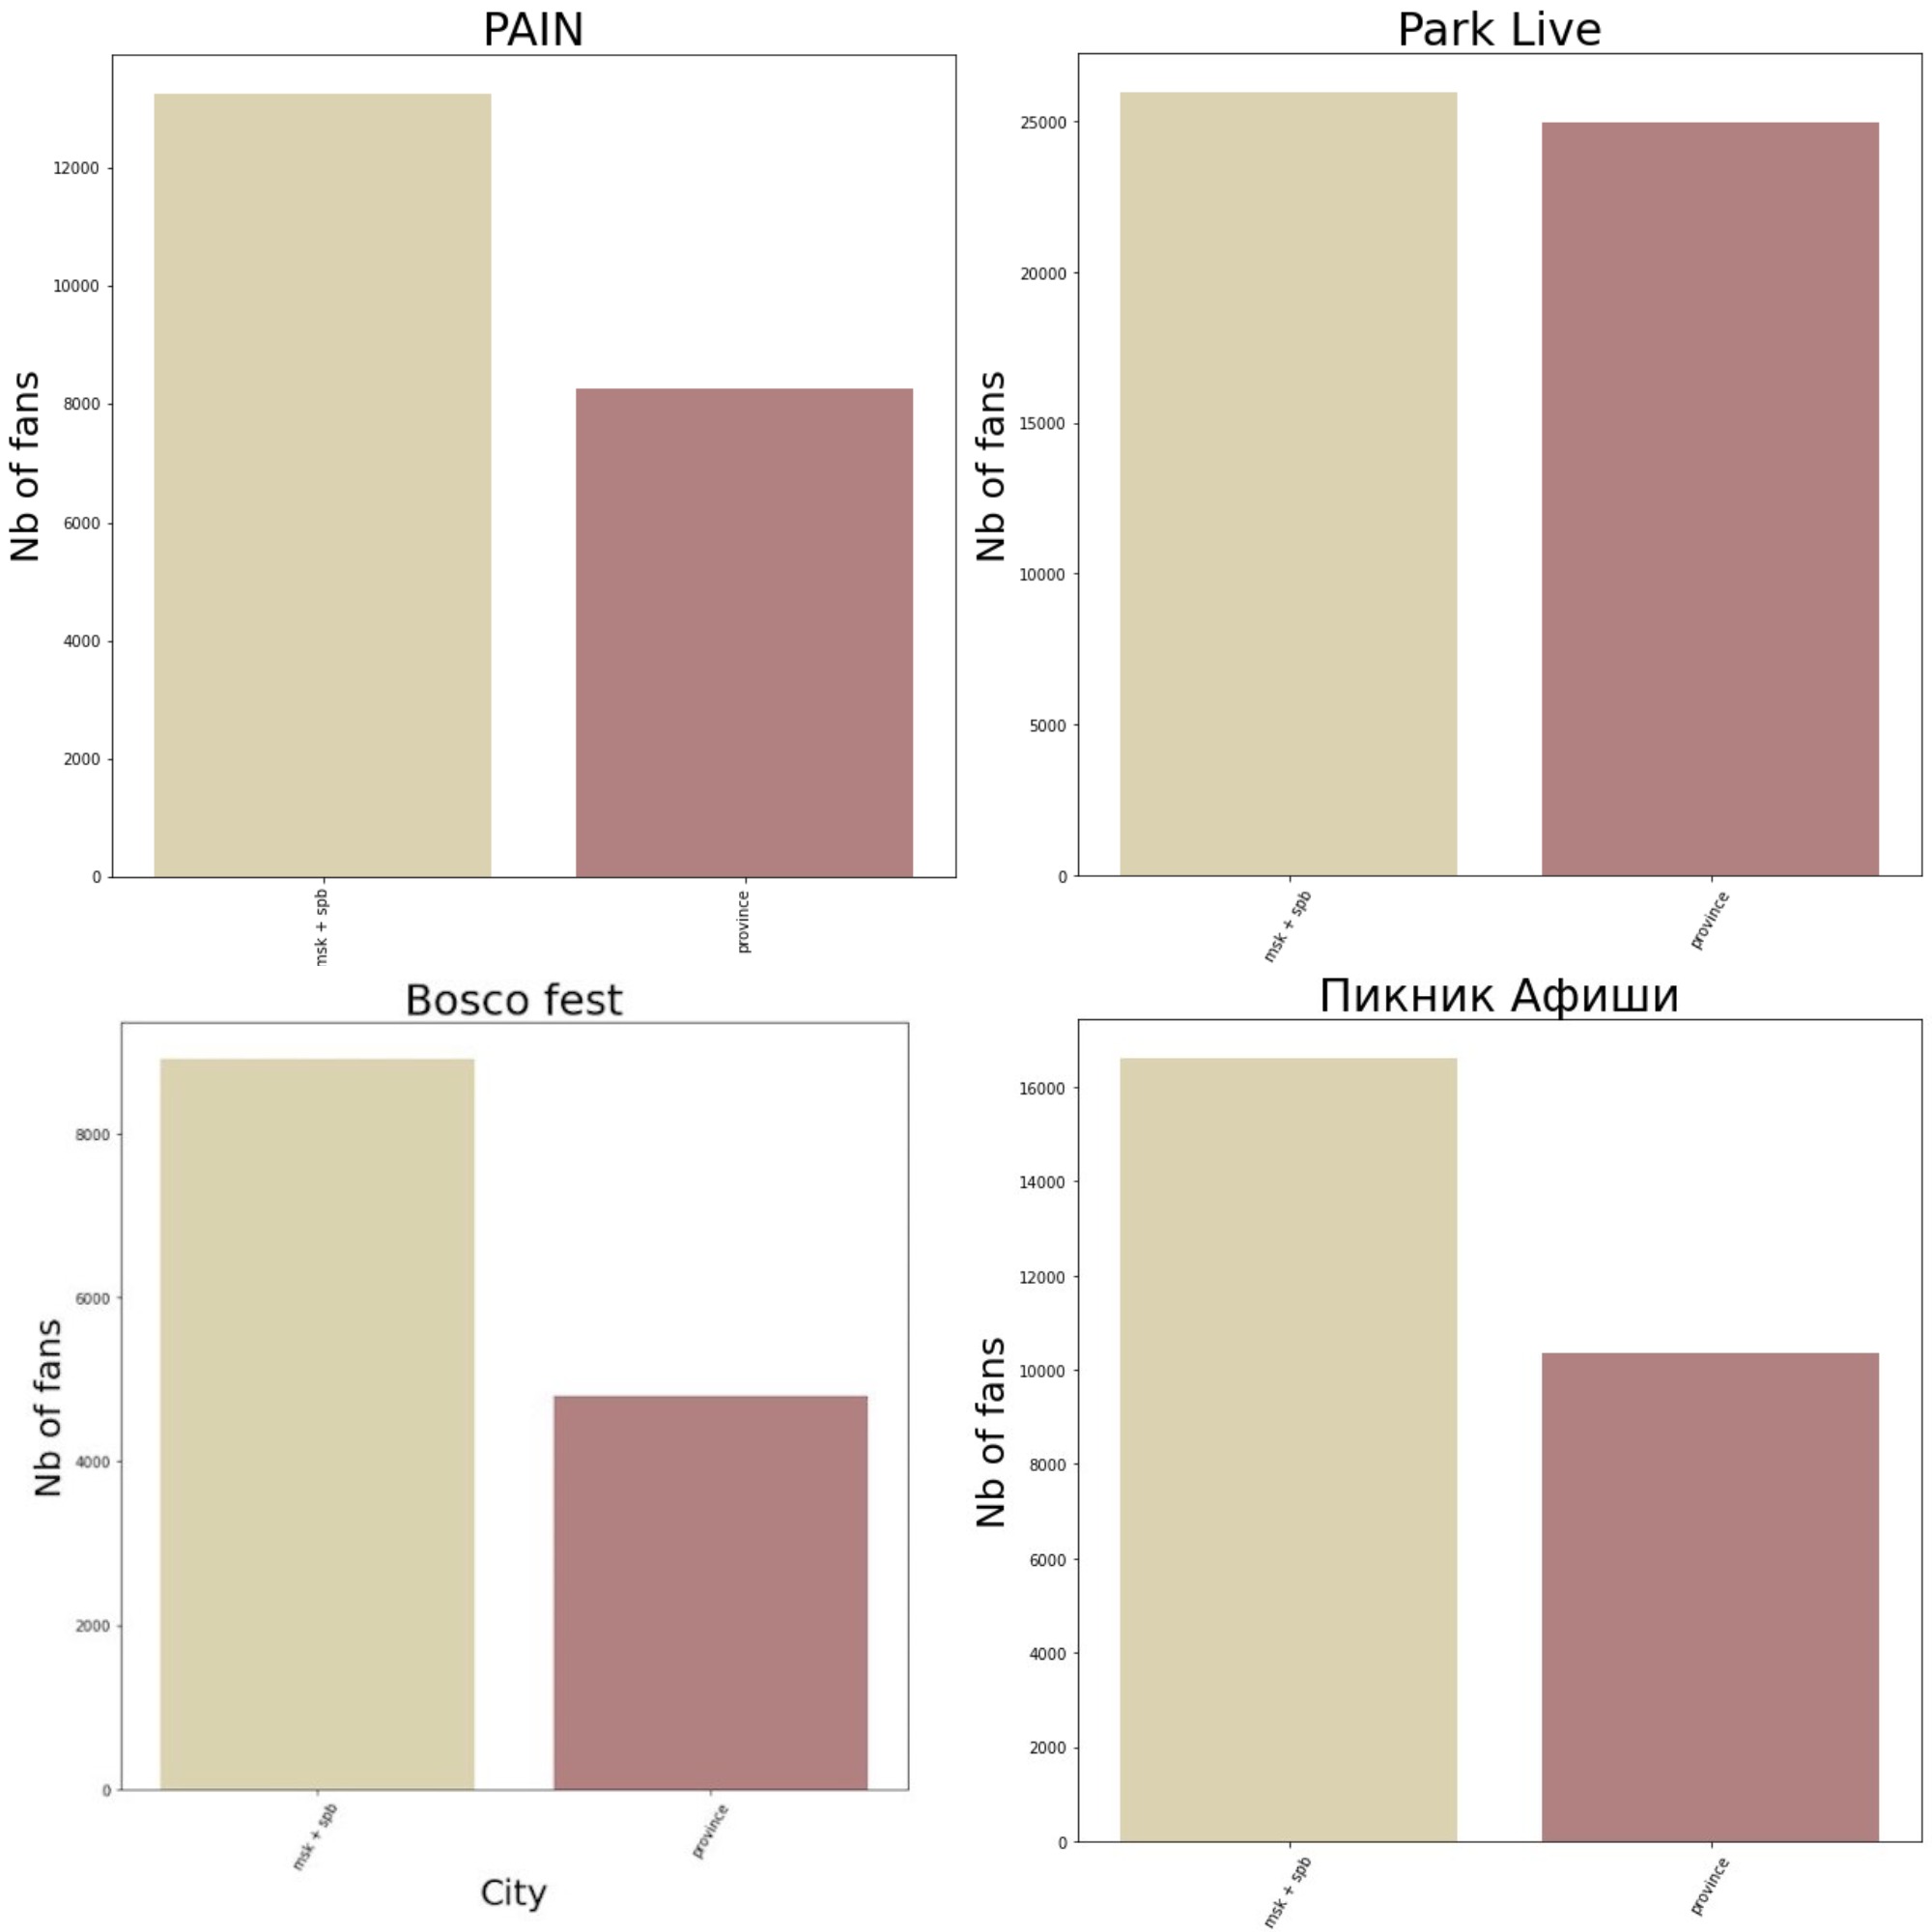 PAIN
Nb of fans
12000
10000
8000
6000
4000
2000
0
msk + spb
province
Park Live
Nb of fans
25000
20000
15000
10000
5000
0
msk + spb
province
Bosco fest
Nb of fans
8000
6000
4000
2000
0
msk + spb
province
City
Пикник Афиши
Nb of fans
16000
14000
12000
10000
8000
6000
4000
2000
0
msk + spb
province